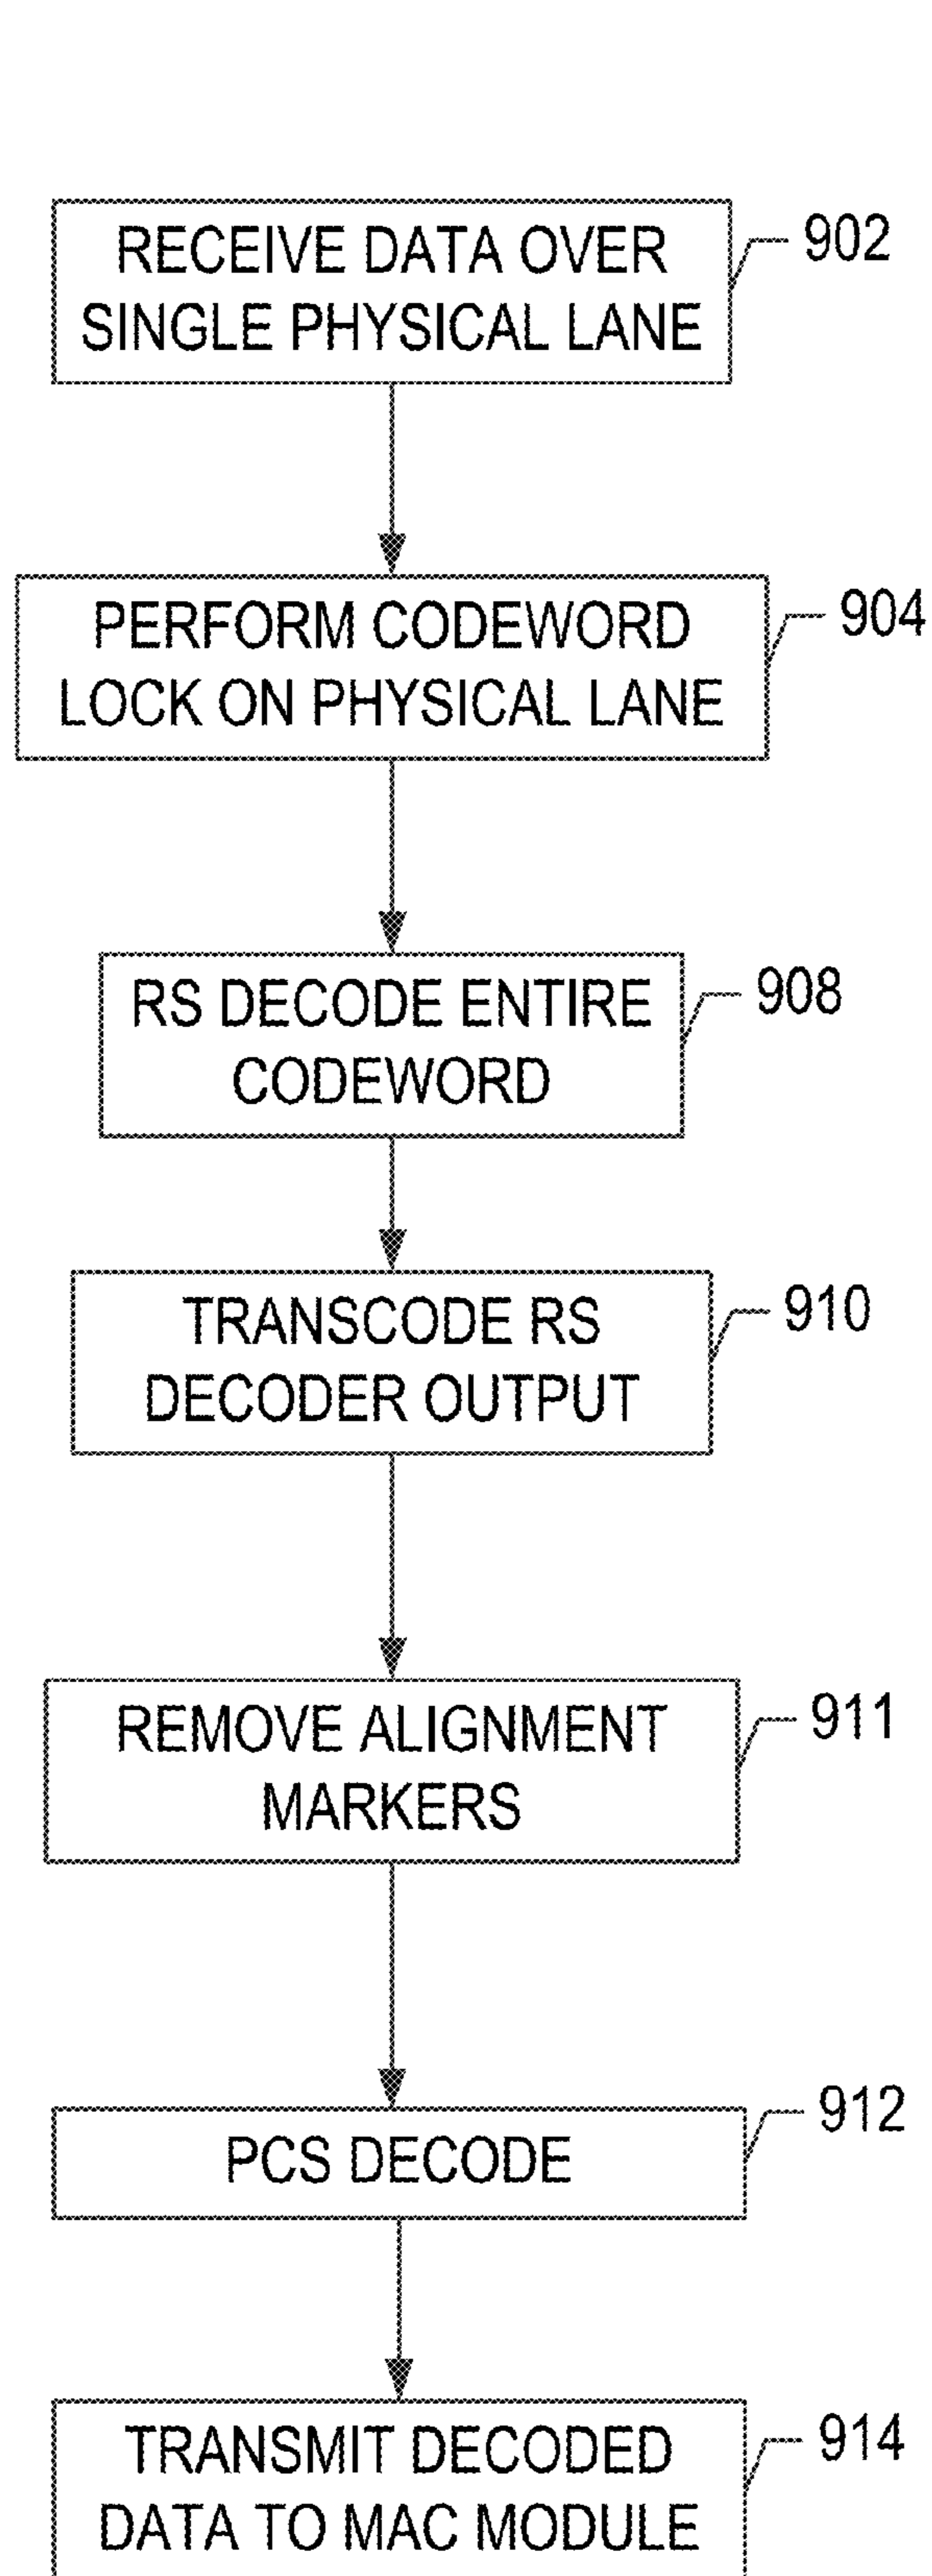 RECEIVE DATA OVER
SINGLE PHYSICAL LANE
902
PERFORM CODEWORD
LOCK ON PHYSICAL LANE
904
RS DECODE ENTIRE
CODEWORD
908
TRANSCODE RS
DECODER OUTPUT
910
REMOVE ALIGNMENT
MARKERS
911
PCS DECODE
912
TRANSMIT DECODED
DATA TO MAC MODULE
914